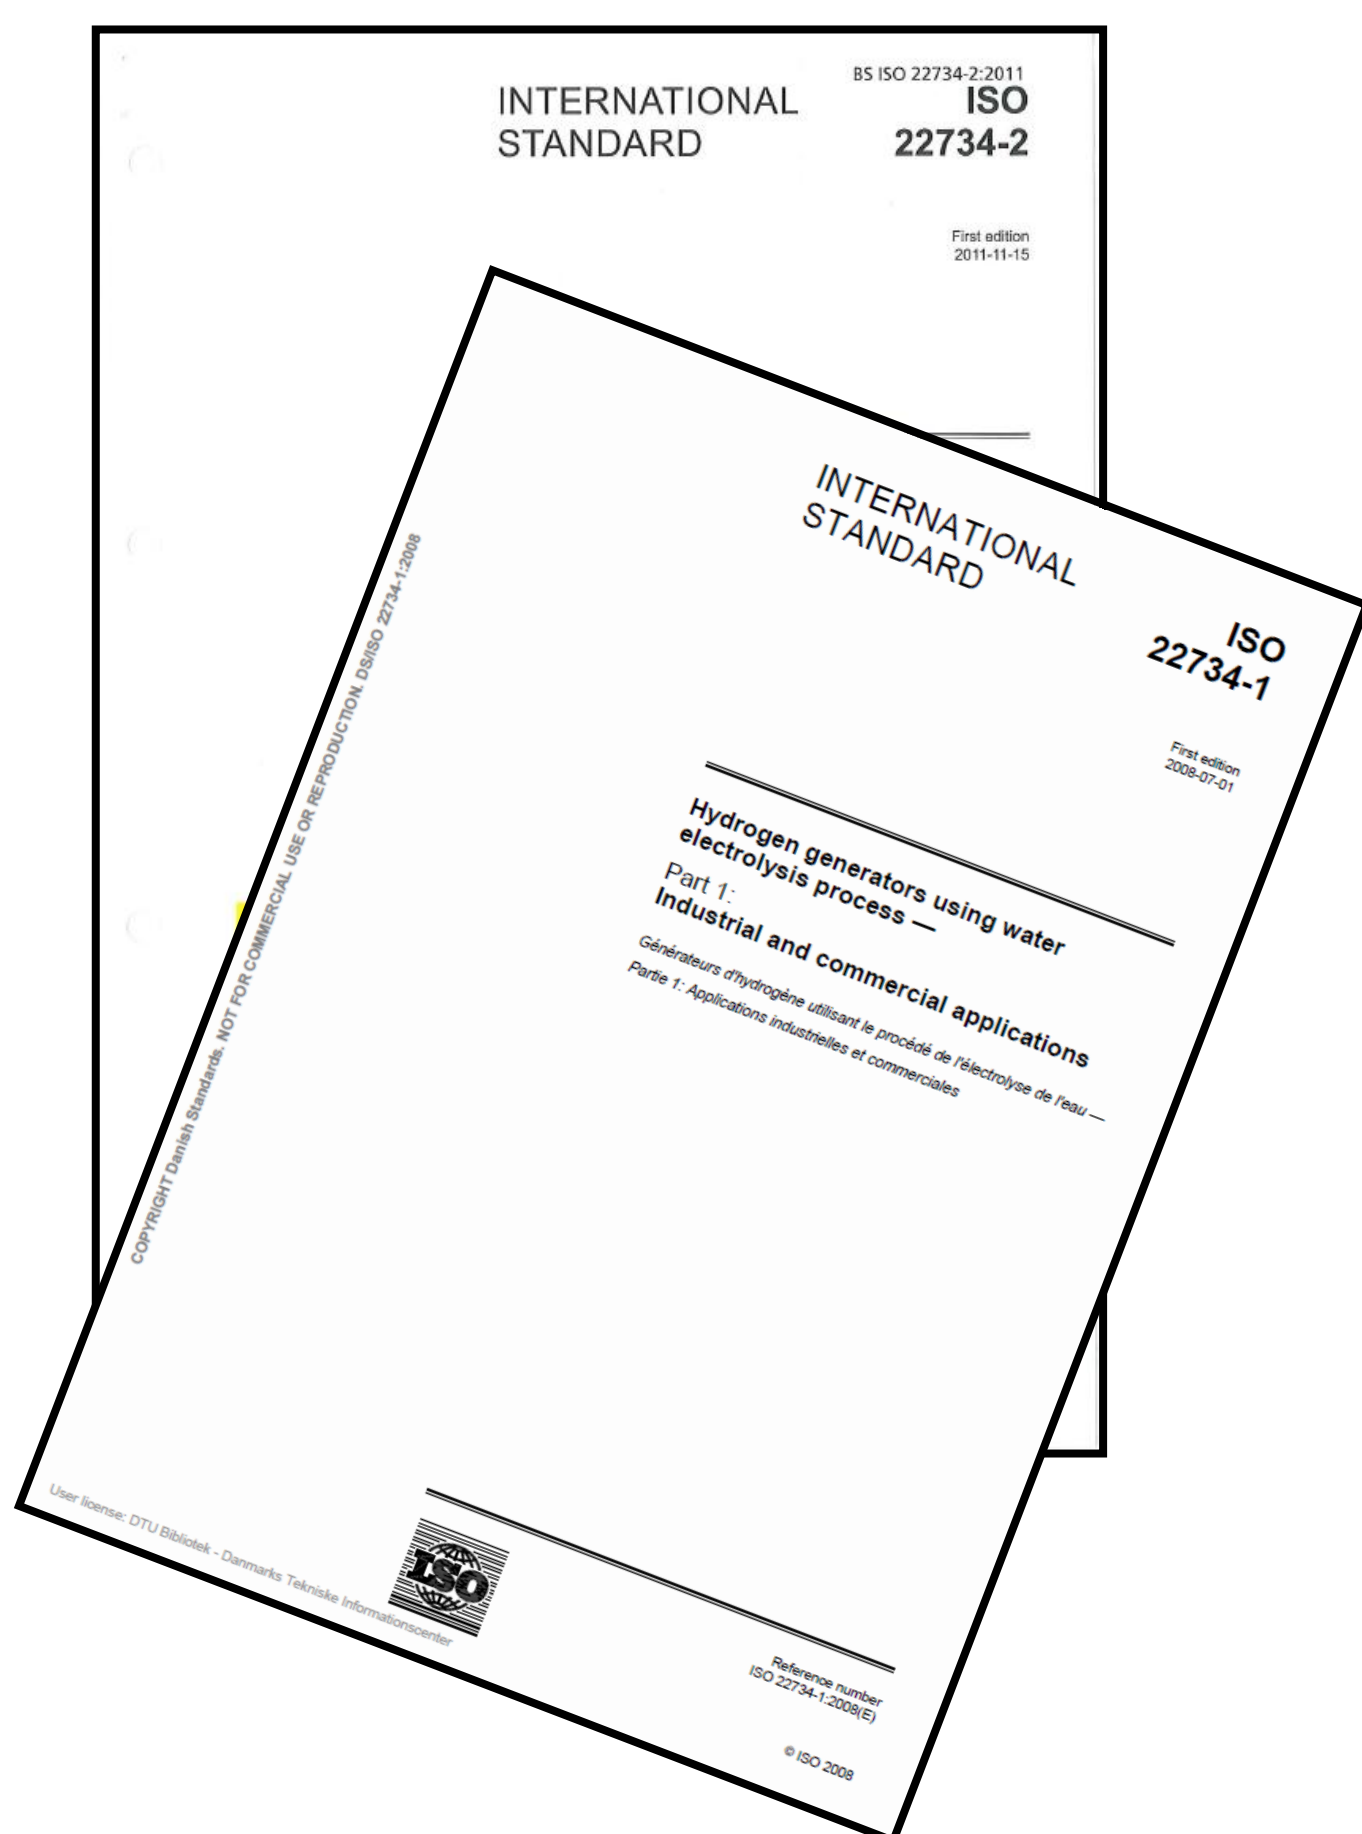 BS ISO 22734-2:2011
INTERNATIONAL
STANDARD
ISO
22734-2
First edition
2011-11-15
INTERNATIONAL
STANDARD
ISO
22734-1
First edition
2008-07-01
Hydrogen generators using water
electrolysis process —
Part 1:
Industrial and commercial applications
Générateurs d'hydrogène utilisant le procédé de l'électrolyse de l'eau —
Partie 1: Applications industrielles et commerciales
COPYRIGHT Danish Standards. NOT FOR COMMERCIAL USE OR REPRODUCTION. DS/ISO 22734-1:2008
User license: DTU Bibliotek - Danmarks Tekniske Informationscenter
ISO
Reference number
ISO 22734-1:2008(E)
© ISO 2008